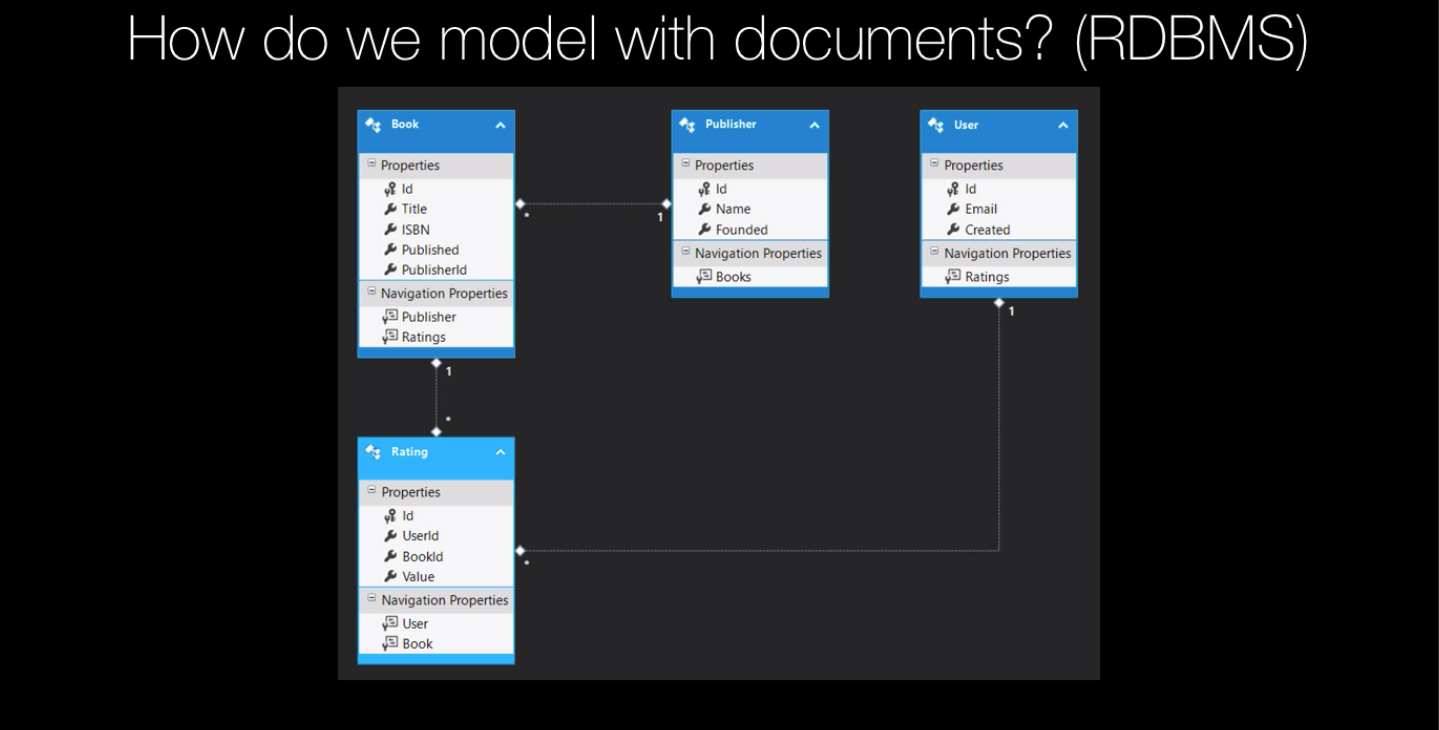 How do we model with documents? (RDBMS)
Book
Properties
Id
Title
ISBN
Published
PublisherId
Navigation Properties
Publisher
Ratings
Publisher
Properties
Id
Name
Founded
Navigation Properties
Books
User
Properties
Id
Email
Created
Navigation Properties
Ratings
* 1
1
*
1
*
Rating
Properties
Id
UserId
BookId
Value
Navigation Properties
User
Book